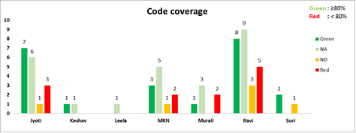 Code coverage
Green : ≥80%
Red : < 80%
10
9
8
7
6
5
4
3
2
1
0
7 6 1 3
1 1
1
3 5 1 2
1 3 2
8 9 3 5
2 1
Jyoti Keshav Leela MRN Murali Ravi Suri
Green
NA
ND
Red